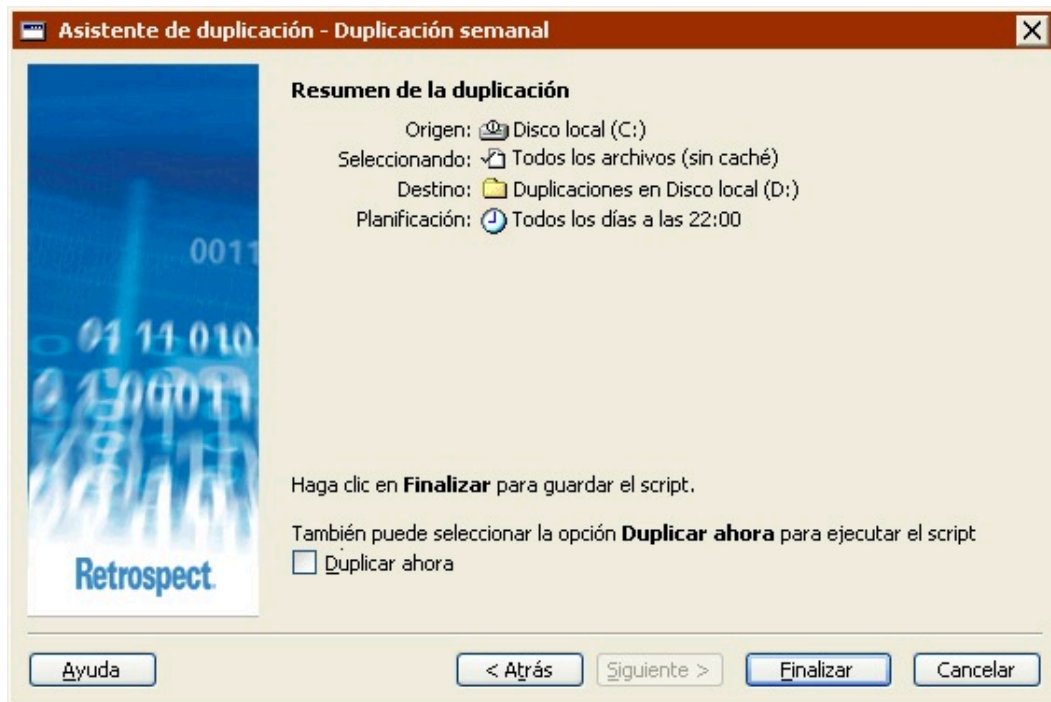 Asistente de duplicación - Duplicación semanal
Resumen de la duplicación
Origen: Disco local (C:)
Seleccionando: Todos los archivos (sin caché)
Destino: Duplicaciones en Disco local (D:)
Planificación: Todos los días a las 22:00
0011
01 11 010
0 1 00011
Haga clic en Finalizar para guardar el script.
También puede seleccionar la opción Duplicar ahora para ejecutar el script
Duplicar ahora
Retrospect.
Ayuda
< Atrás
Siguiente >
Finalizar
Cancelar